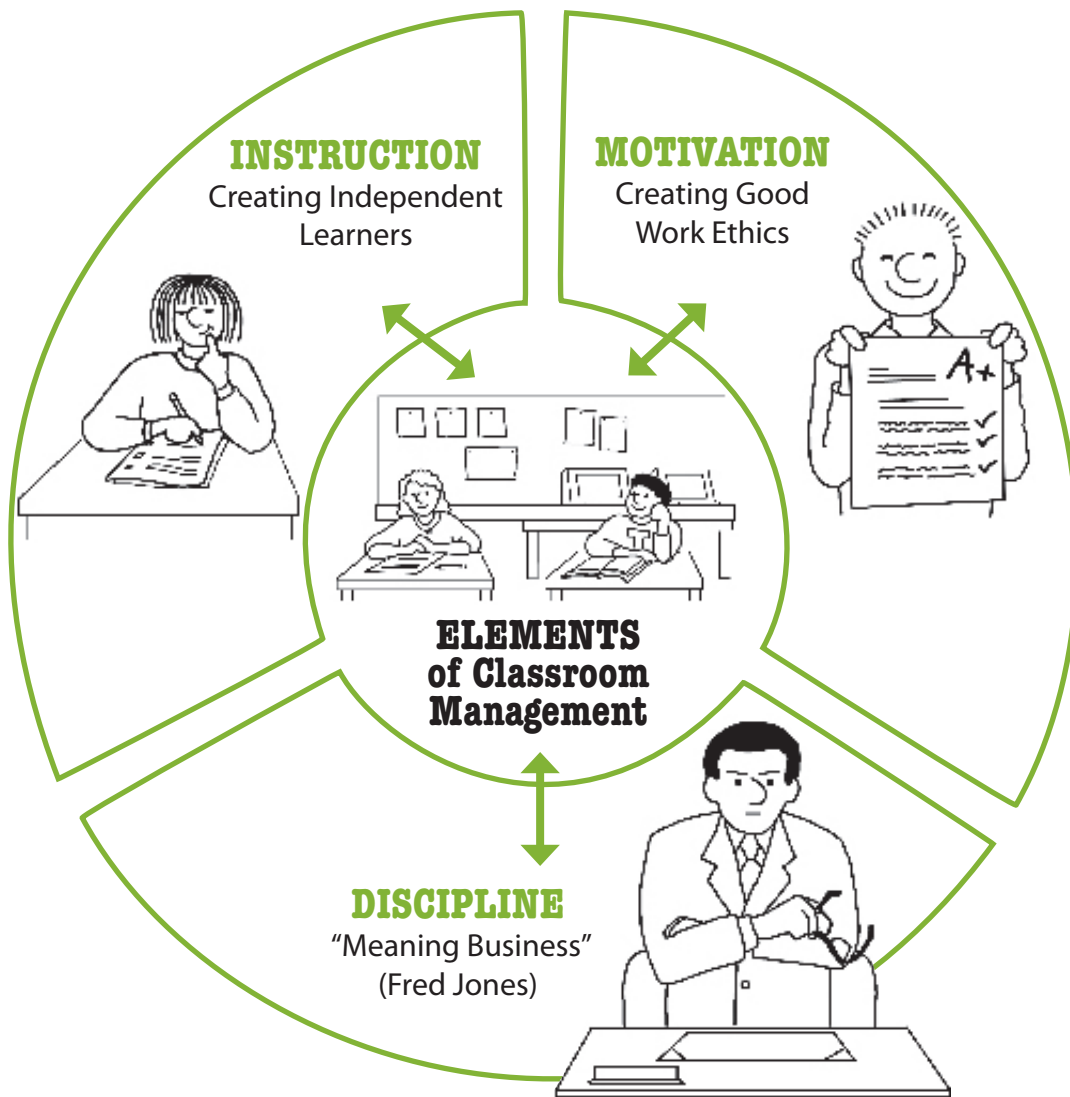 INSTRUCTION
Creating Independent
Learners
MOTIVATION
Creating Good
Work Ethics
A+
T
ELEMENTS
of Classroom
Management
DISCIPLINE
“Meaning Business”
(Fred Jones)